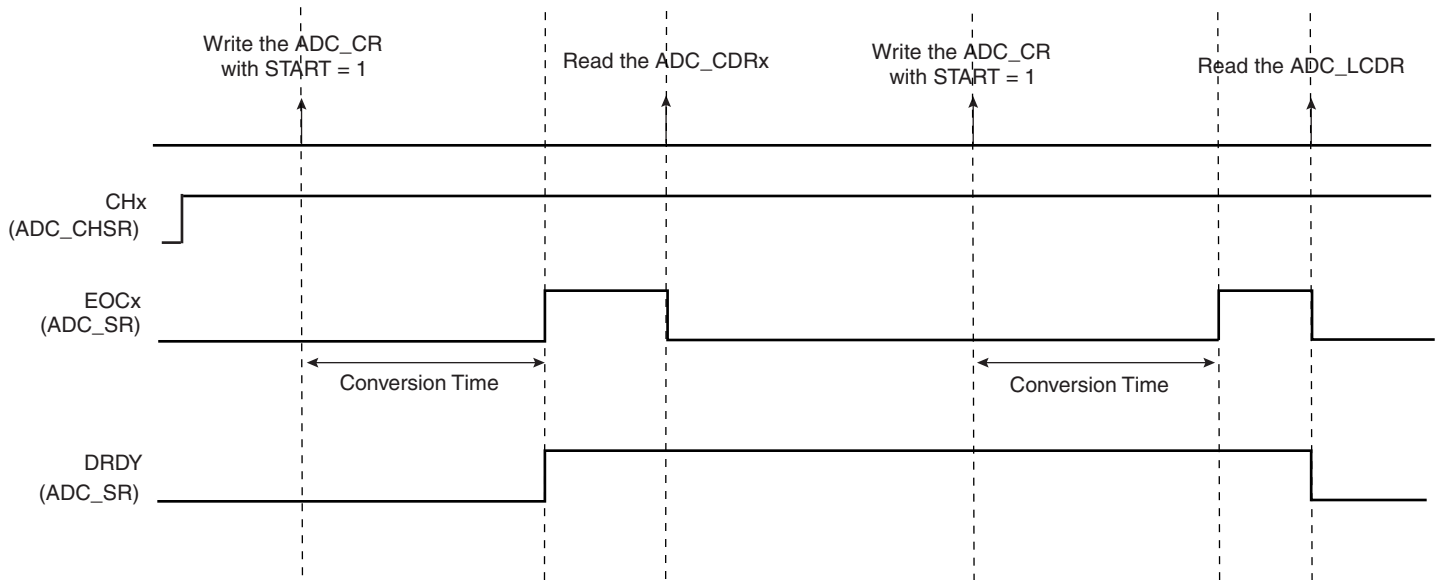 Write the ADC_CR
with START = 1
Read the ADC_CDRx
Write the ADC_CR
with START = 1
Read the ADC_LCDR
CHx
(ADC_CHSR)
EOCx
(ADC_SR)
Conversion Time
Conversion Time
DRDY
(ADC_SR)